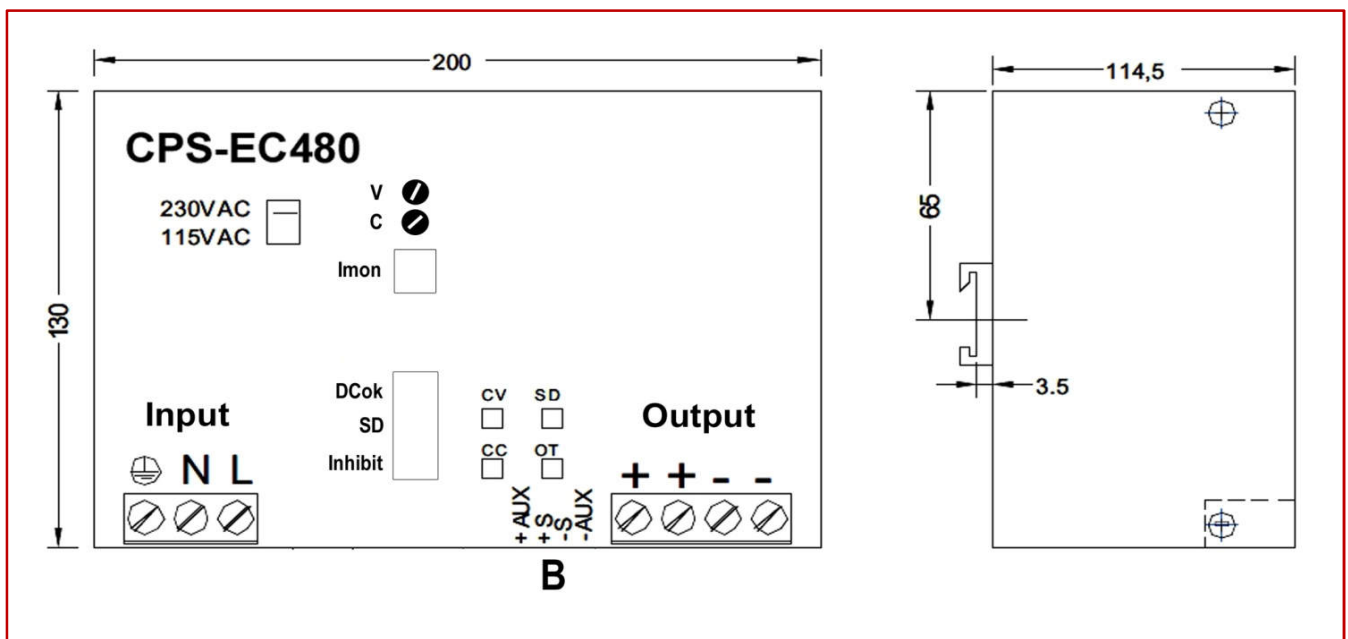 200
114,5
CPS-EC480
V
230VAC
C
115VAC
65
Imon
130
DCok
CV SD
Input
SD
Output
3.5
CC OT
Inhibit
N L
+ + - -
+AUX
+S
-S
-AUX
B